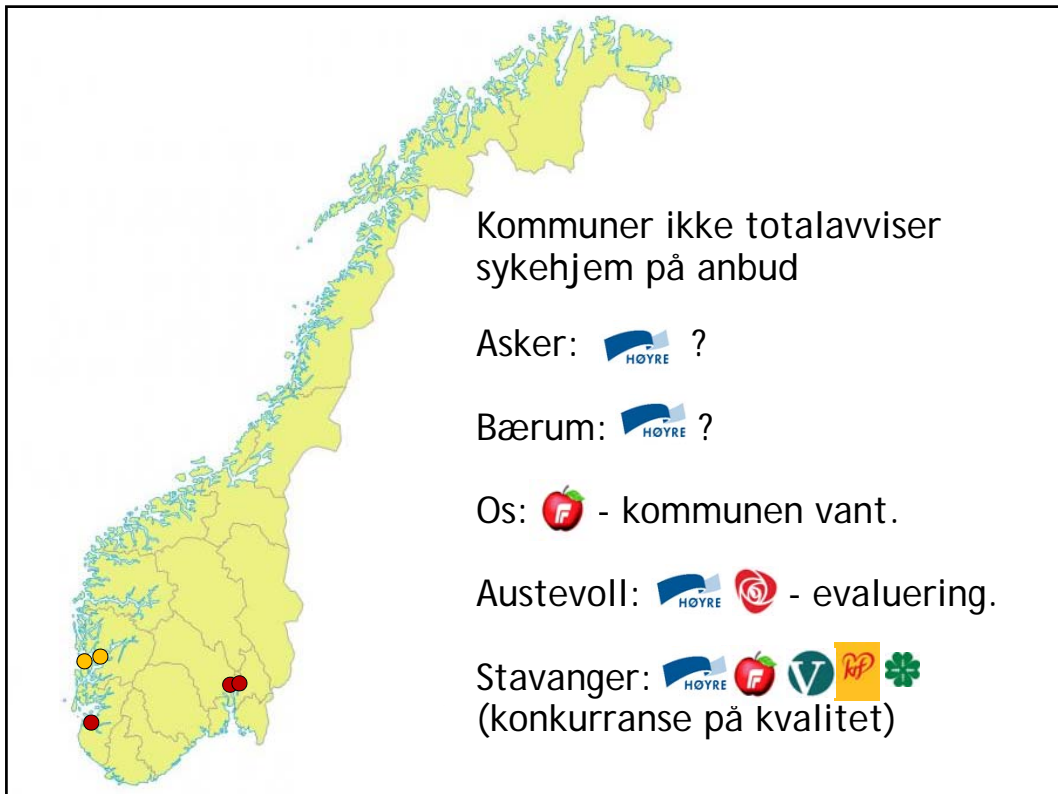 Kommuner ikke totalavviser
sykehjem på anbud
Asker: HØYRE ?
Bærum: HØYRE ?
Os: - kommunen vant.
Austevoll: HØYRE - evaluering.
Stavanger: HØYRE V krf
(konkurranse på kvalitet)